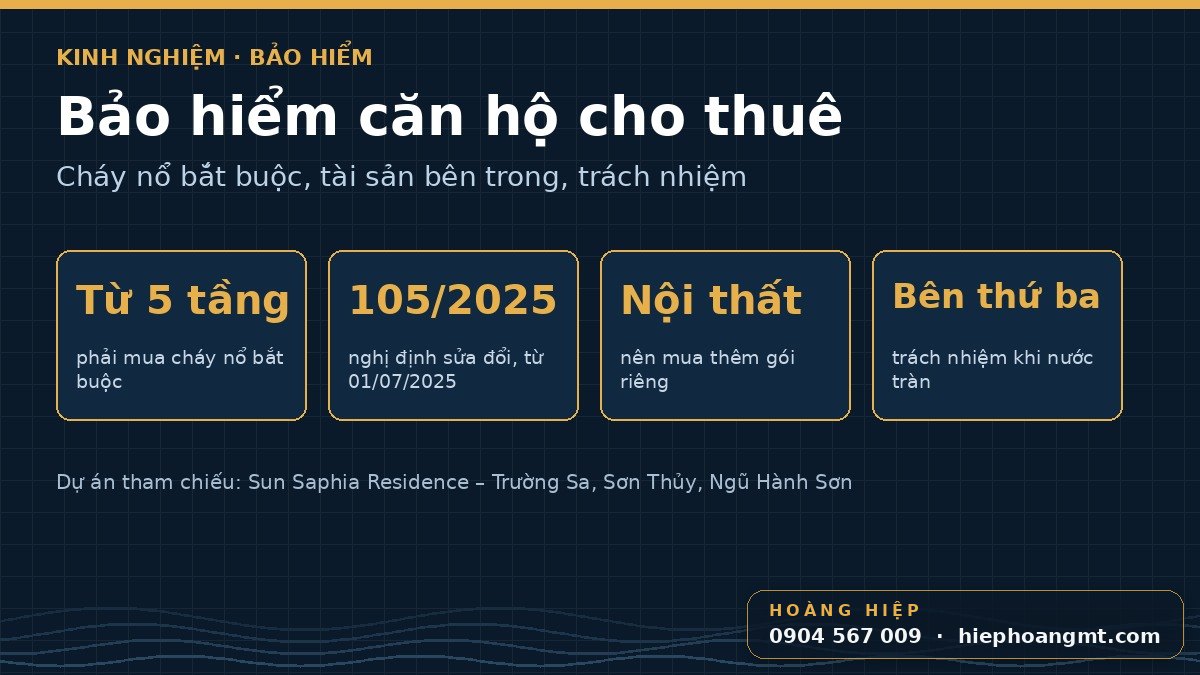 KINH NGHIỆM · BẢO HIỂM
Bảo hiểm căn hộ cho thuê
Cháy nổ bắt buộc, tài sản bên trong, trách nhiệm
Từ 5 tầng
phải mua cháy nổ bắt
buộc
105/2025
nghị định sửa đổi, từ
01/07/2025
Nội thất
nên mua thêm gói
riêng
Bên thứ ba
trách nhiệm khi nước
tràn
Dự án tham chiếu: Sun Saphia Residence – Trường Sa, Sơn Thủy, Ngũ Hành Sơn
HOÀNG HIỆP
0904 567 009 · hiephoangmt.com